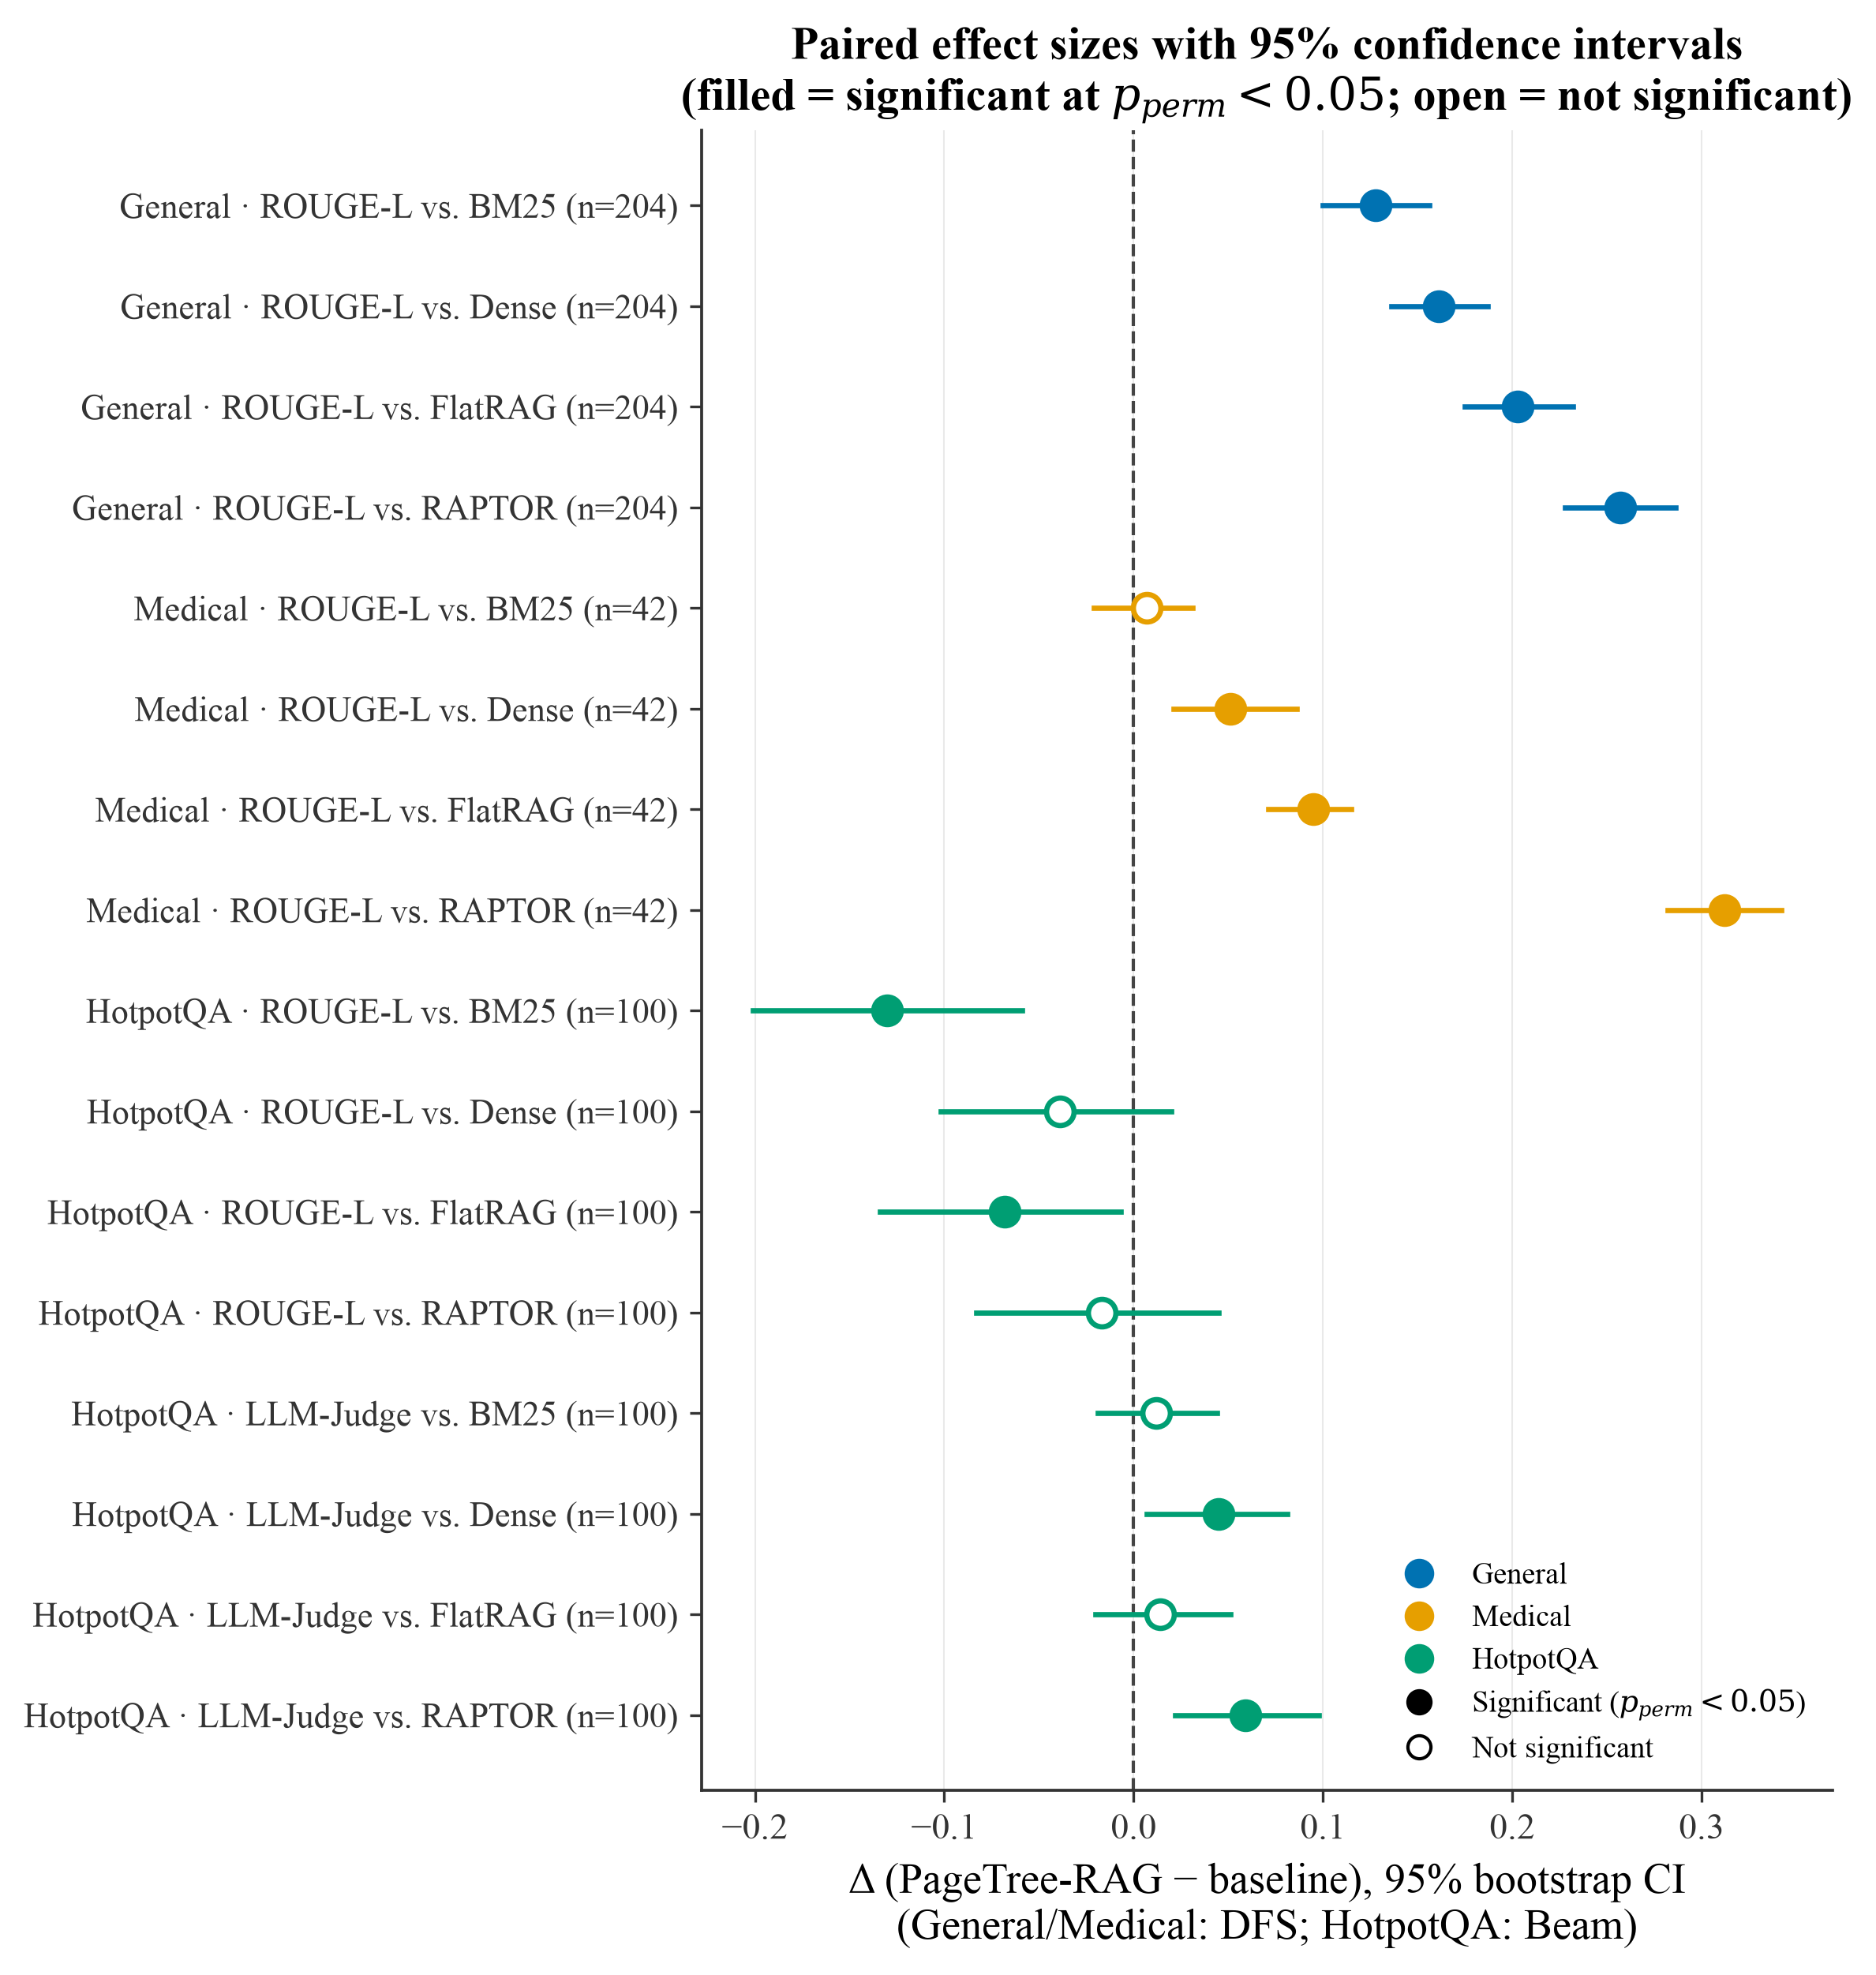 Paired effect sizes with 95% confidence intervals
(filled = significant at p_perm < 0.05; open = not significant)
General · ROUGE-L vs. BM25 (n=204)
General · ROUGE-L vs. Dense (n=204)
General · ROUGE-L vs. FlatRAG (n=204)
General · ROUGE-L vs. RAPTOR (n=204)
Medical · ROUGE-L vs. BM25 (n=42)
Medical · ROUGE-L vs. Dense (n=42)
Medical · ROUGE-L vs. FlatRAG (n=42)
Medical · ROUGE-L vs. RAPTOR (n=42)
HotpotQA · ROUGE-L vs. BM25 (n=100)
HotpotQA · ROUGE-L vs. Dense (n=100)
HotpotQA · ROUGE-L vs. FlatRAG (n=100)
HotpotQA · ROUGE-L vs. RAPTOR (n=100)
HotpotQA · LLM-Judge vs. BM25 (n=100)
HotpotQA · LLM-Judge vs. Dense (n=100)
HotpotQA · LLM-Judge vs. FlatRAG (n=100)
HotpotQA · LLM-Judge vs. RAPTOR (n=100)
General
Medical
HotpotQA
Significant (p_perm < 0.05)
Not significant
−0.2 −0.1 0.0 0.1 0.2 0.3
Δ (PageTree-RAG − baseline), 95% bootstrap CI
(General/Medical: DFS; HotpotQA: Beam)